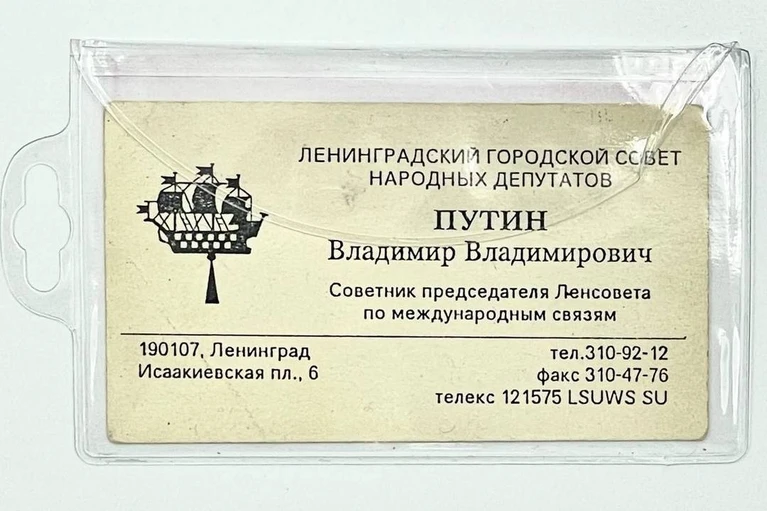 ЛЕНИНГРАДСКИЙ ГОРОДСКОЙ СОВЕТ
НАРОДНЫХ ДЕПУТАТОВ
ПУТИН
Владимир Владимирович
Советник председателя Ленсовета
по международным связям
190107, Ленинград
Исаакиевская пл., 6
тел.310-92-12
факс 310-47-76
телекс 121575 LSUWS SU